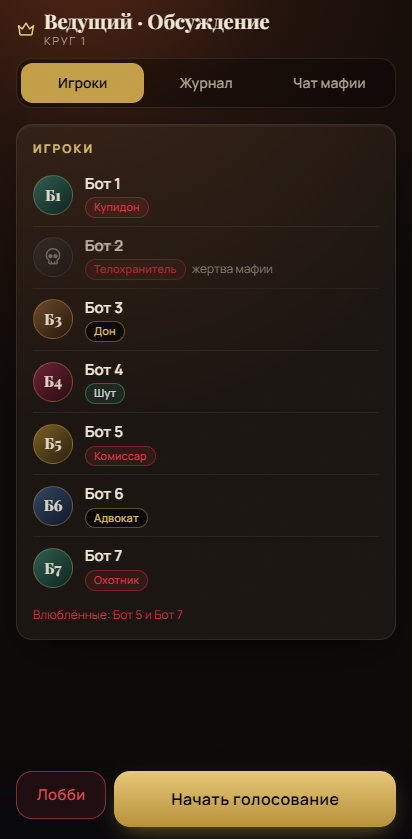 Ведущий · Обсуждение
КРУГ 1
Игроки Журнал Чат мафии
ИГРОКИ
Б1 Бот 1
Купидон
Бот 2
Телохранитель жертва мафии
Б3 Бот 3
Дон
Б4 Бот 4
Шут
Б5 Бот 5
Комиссар
Б6 Бот 6
Адвокат
Б7 Бот 7
Охотник
Влюблённые: Бот 5 и Бот 7
Лобби Начать голосование